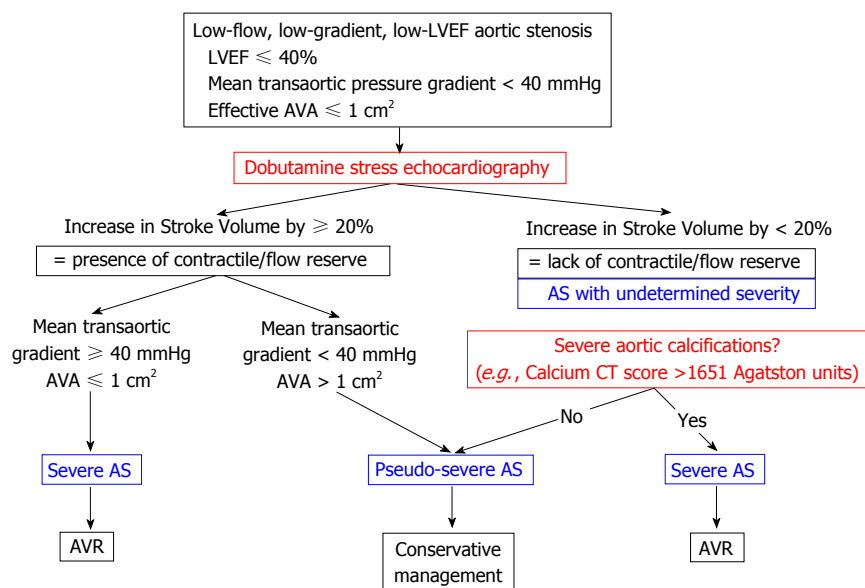 Low-flow, low-gradient, low-LVEF aortic stenosis
LVEF ≤ 40%
Mean transaortic pressure gradient < 40 mmHg
Effective AVA ≤ 1 cm²
Dobutamine stress echocardiography
Increase in Stroke Volume by ≥ 20%
= presence of contractile/flow reserve
Increase in Stroke Volume by < 20%
= lack of contractile/flow reserve
AS with undetermined severity
Mean transaortic
gradient ≥ 40 mmHg
AVA ≤ 1 cm²
Mean transaortic
gradient < 40 mmHg
AVA > 1 cm²
Severe aortic calcifications?
(e.g., Calcium CT score >1651 Agatston units)
No
Yes
Severe AS
Pseudo-severe AS
Severe AS
AVR
Conservative
management
AVR